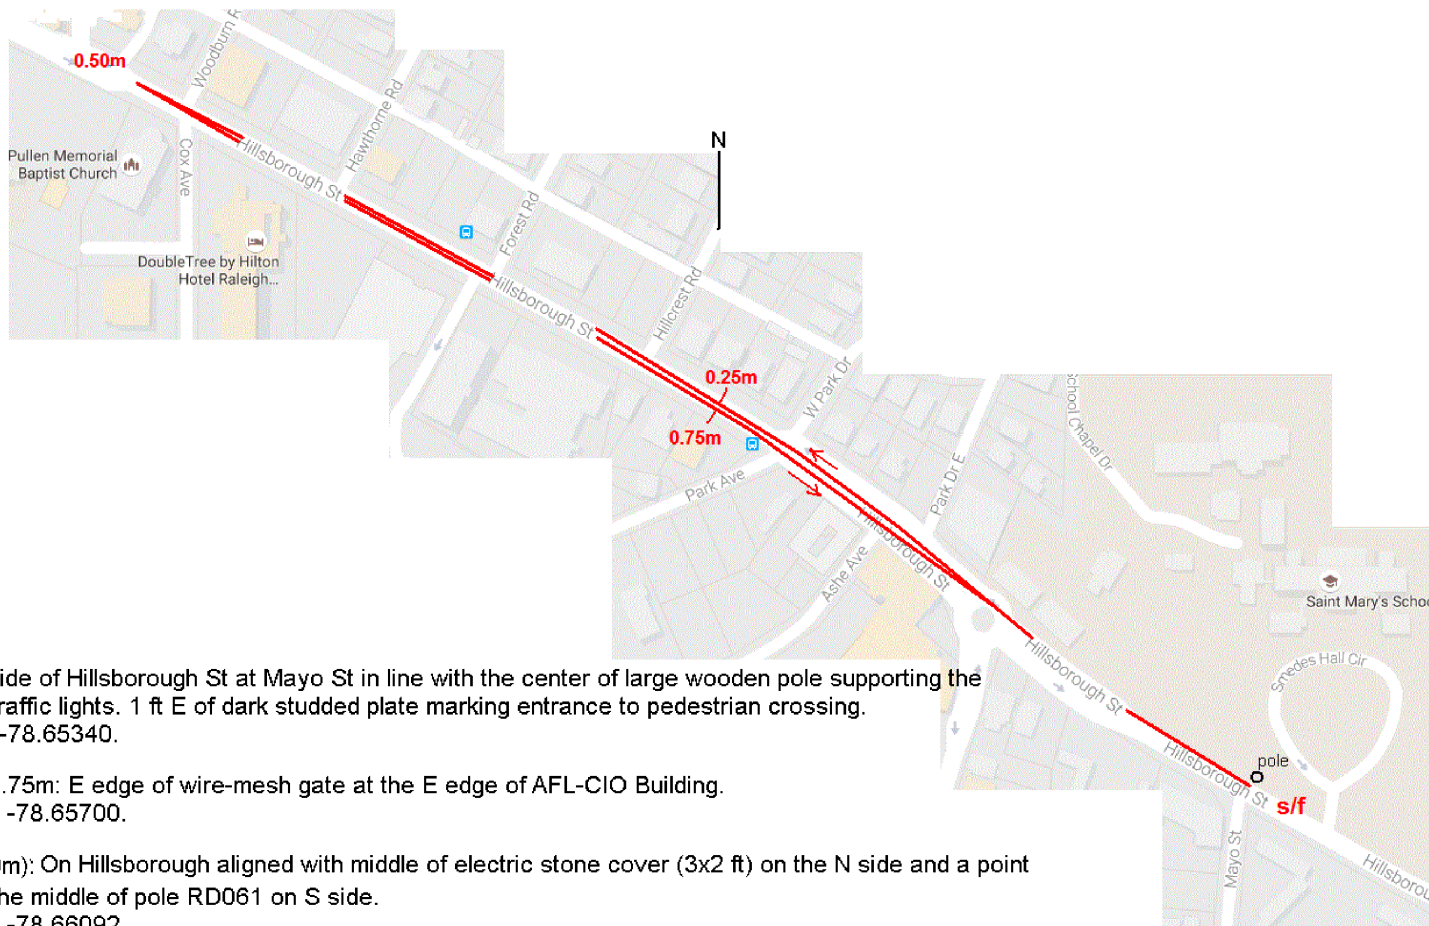 0.50m
Woodburn R
Hawthorne Rd
N
Pullen Memorial
Baptist Church
Cox Ave
Hillsborough St
Forest Rd
DoubleTree by Hilton
Hotel Raleigh...
Hillsborough St
Hillcrest Rd
0.25m
W Park Dr
0.75m
School Chapel Dr
Park Ave
Park Dr E
Hillsborough St
Ashe Ave
Saint Mary's Schoo
Hillsborough St
Smedes Hall Cir
Hillsborough St
pole
s/f
Mayo St
Hillsborou
ide of Hillsborough St at Mayo St in line with the center of large wooden pole supporting the
raffic lights. 1 ft E of dark studded plate marking entrance to pedestrian crossing.
-78.65340.
.75m: E edge of wire-mesh gate at the E edge of AFL-CIO Building.
-78.65700.
m): On Hillsborough aligned with middle of electric stone cover (3x2 ft) on the N side and a point
he middle of pole RD061 on S side.
-78.66092